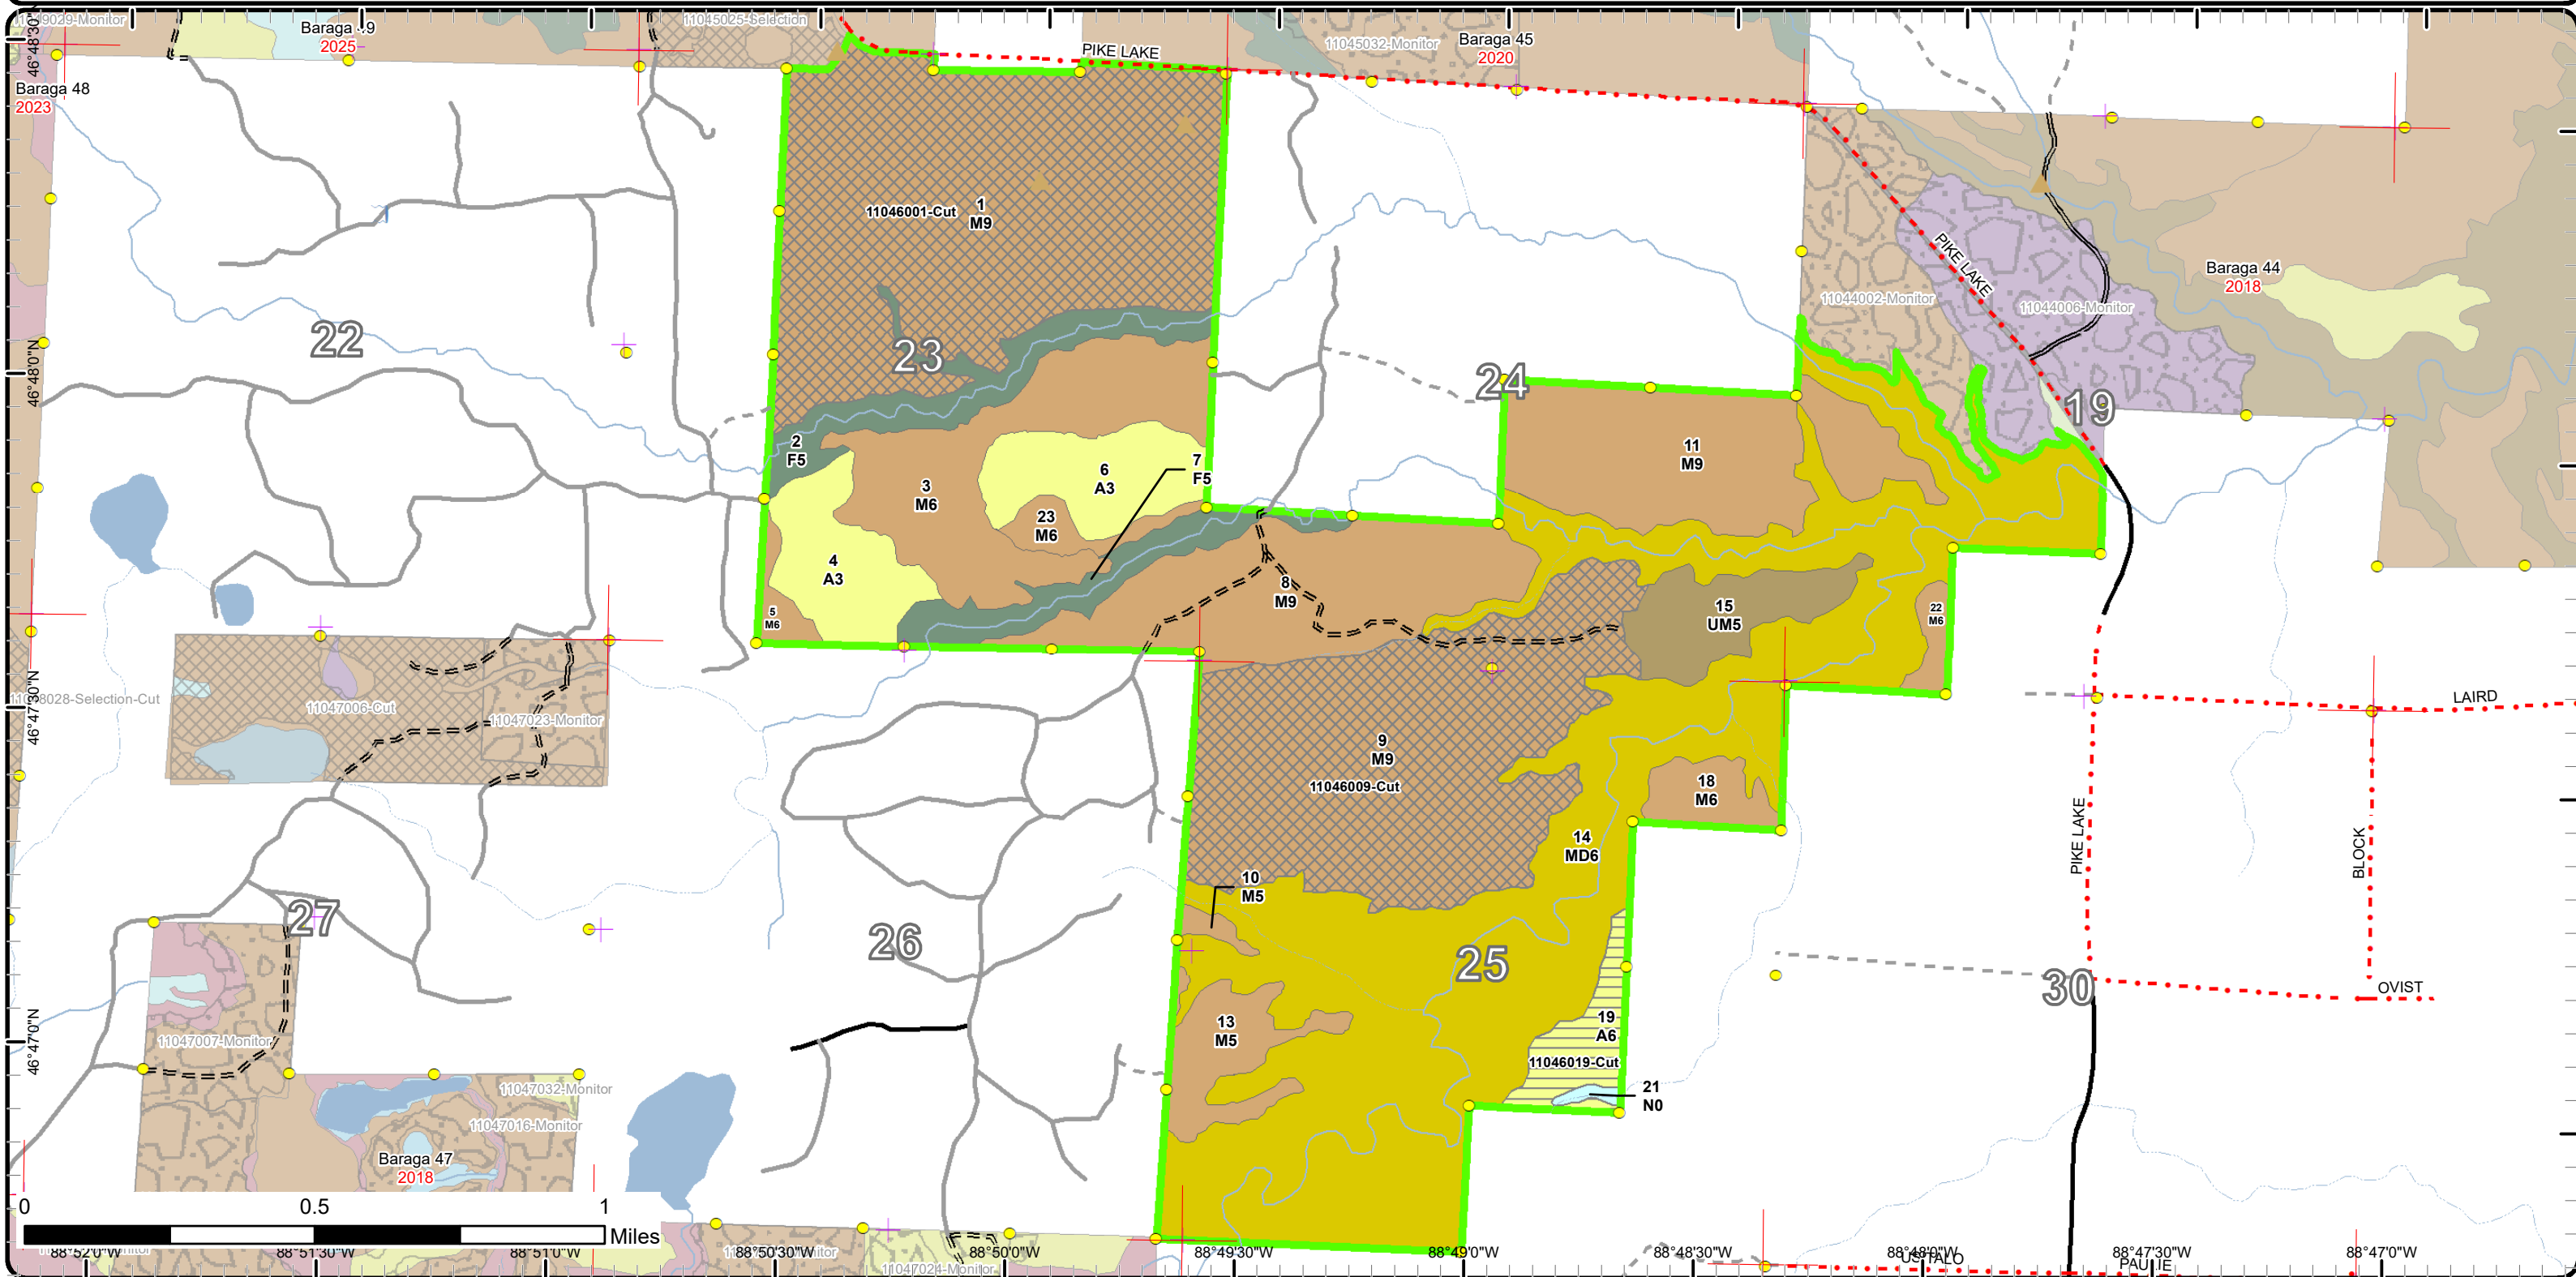 11049029-Monitor
11045025-Selection
Baraga 49
2025
PIKE LAKE
11045032-Monitor
Baraga 45
2020
46°48'30"N
Baraga 48
2023
11046001-Cut
1
M9
PIKE LAKE
Baraga 44
2018
11044002-Monitor
11044006-Monitor
22
23
24
19
46°48'0"N
2
F5
3
M6
6
A3
7
F5
11
M9
23
M6
4
A3
5
M6
8
M9
15
UM5
22
M6
46°47'30"N
28-Selection-Cut
11047006-Cut
11047023-Monitor
LAIRD
9
M9
11046009-Cut
18
M6
PIKE LAKE
BLOCK
14
MD6
10
M5
27
26
25
30
OVIST
46°47'0"N
11047007-Monitor
13
M5
19
A6
11046019-Cut
21
N0
11047032-Monitor
11047016-Monitor
Baraga 47
2018
0
0.5
1
Miles
88°52'0"W
88°51'30"W
88°51'0"W
88°50'30"W
88°50'0"W
88°49'30"W
88°49'0"W
88°48'30"W
88°48'0"W
88°47'30"W
88°47'0"W
11047024-Monitor
USITALO
PAUTIE